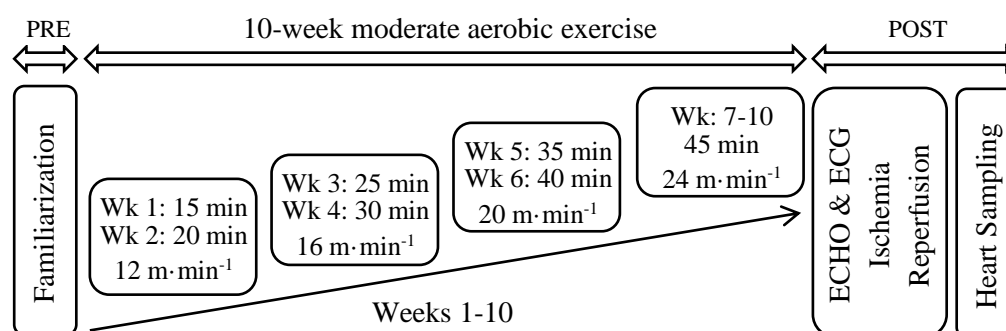 PRE
10-week moderate aerobic exercise
POST
Familiarization
Wk 1: 15 min
Wk 2: 20 min
12 m·min⁻¹
Wk 3: 25 min
Wk 4: 30 min
16 m·min⁻¹
Wk 5: 35 min
Wk 6: 40 min
20 m·min⁻¹
Wk: 7-10
45 min
24 m·min⁻¹
Weeks 1-10
ECHO & ECG
Ischemia
Reperfusion
Heart Sampling